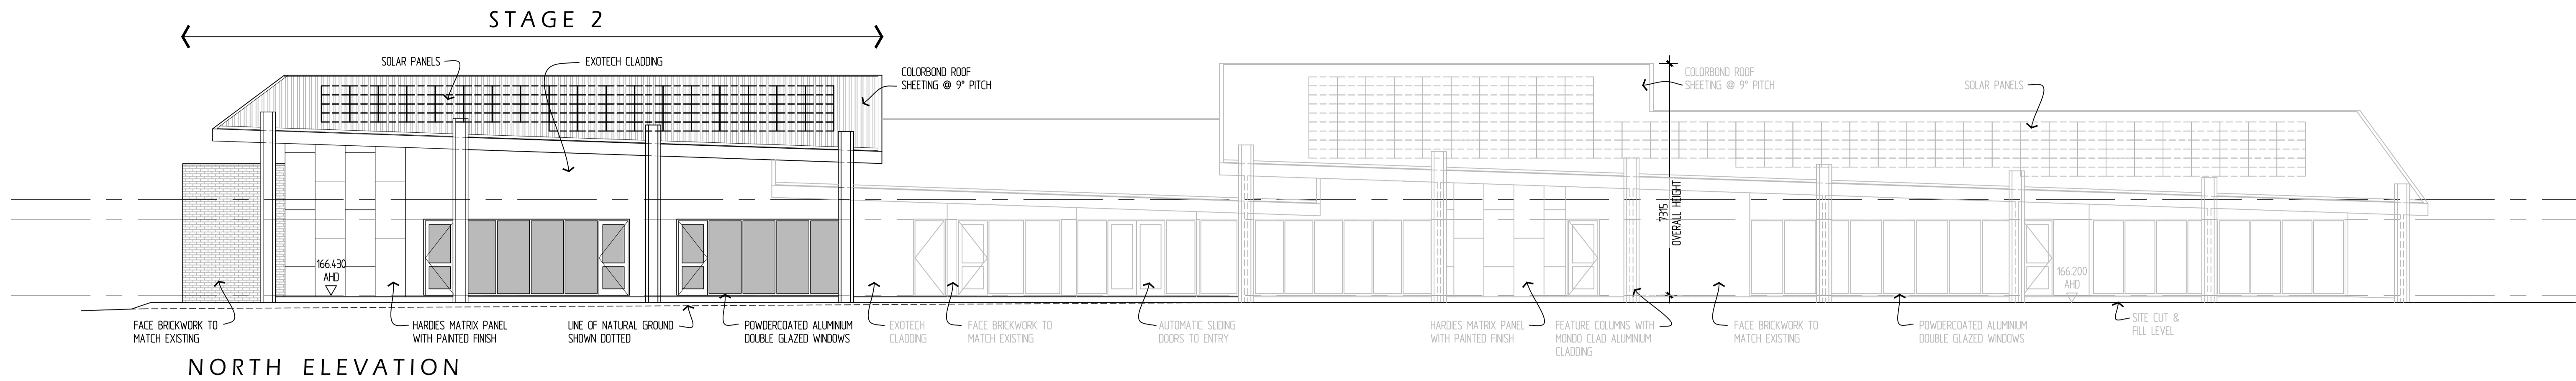 STAGE 2
SOLAR PANELS
EXOTECH CLADDING
COLORBOND ROOF
SHEETING @ 9° PITCH
COLORBOND ROOF
SHEETING @ 9° PITCH
SOLAR PANELS
7315
OVERALL HEIGHT
166.430
AHD
166.200
AHD
FACE BRICKWORK TO
MATCH EXISTING
HARDIES MATRIX PANEL
WITH PAINTED FINISH
LINE OF NATURAL GROUND
SHOWN DOTTED
POWDERCOATED ALUMINIUM
DOUBLE GLAZED WINDOWS
EXOTECH
CLADDING
FACE BRICKWORK TO
MATCH EXISTING
AUTOMATIC SLIDING
DOORS TO ENTRY
HARDIES MATRIX PANEL
WITH PAINTED FINISH
FEATURE COLUMNS WITH
MONDO CLAD ALUMINIUM
CLADDING
FACE BRICKWORK TO
MATCH EXISTING
POWDERCOATED ALUMINIUM
DOUBLE GLAZED WINDOWS
SITE CUT &
FILL LEVEL
NORTH ELEVATION